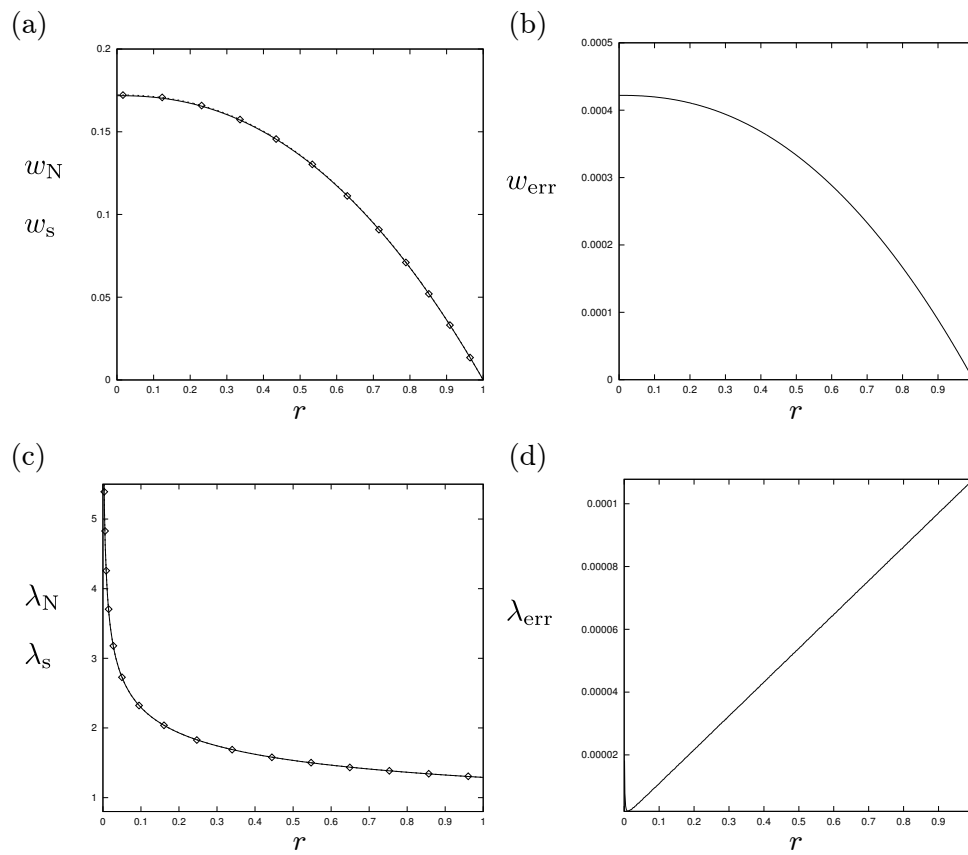 (a)
0.2
0.15
0.1
0.05
0
w_N
w_s
0 0.1 0.2 0.3 0.4 0.5 0.6 0.7 0.8 0.9 1
r
(b)
0.0005
0.0004
0.0003
0.0002
0.0001
0
w_err
0 0.1 0.2 0.3 0.4 0.5 0.6 0.7 0.8 0.9
r
(c)
5
4
3
2
1
λ_N
λ_s
0 0.1 0.2 0.3 0.4 0.5 0.6 0.7 0.8 0.9 1
r
(d)
0.0001
0.00008
0.00006
0.00004
0.00002
λ_err
0 0.1 0.2 0.3 0.4 0.5 0.6 0.7 0.8 0.9
r